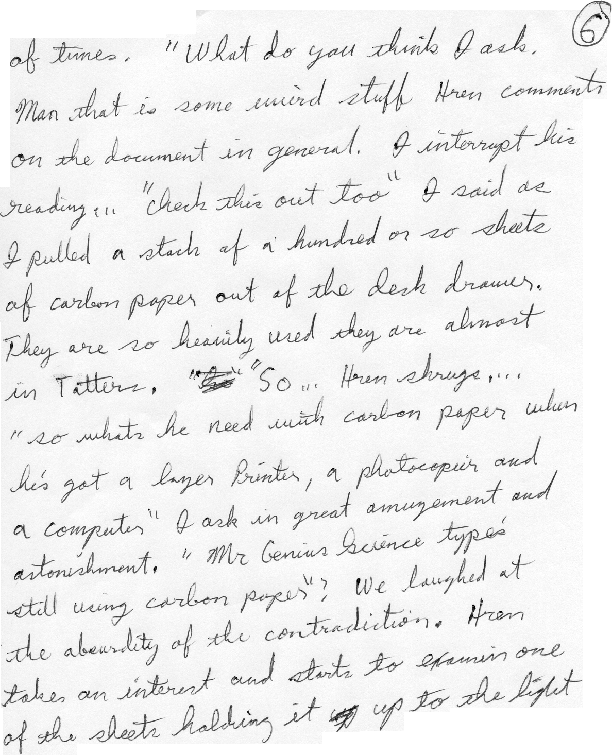 6
of tunes. "What do you think I ask.
Man that is some weird stuff Hren comments
on the document in general. I interrupt his
reading... "Check this out too" I said as
I pulled a stack of a hundred or so sheets
of carbon paper out of the desk drawer.
They are so heavily used they are almost
in Tatters. "So... Hren shrugs....
"so whats he need with carbon paper when
he's got a lazer Printer, a photocopier and
a computer" I ask in great amuzement and
astonishment. "Mr Genius Science type's
still using carbon paper"? We laughed at
the absurdity of the contradiction. Hren
takes an interest and starts to examin one
of the sheets holding it up to the light